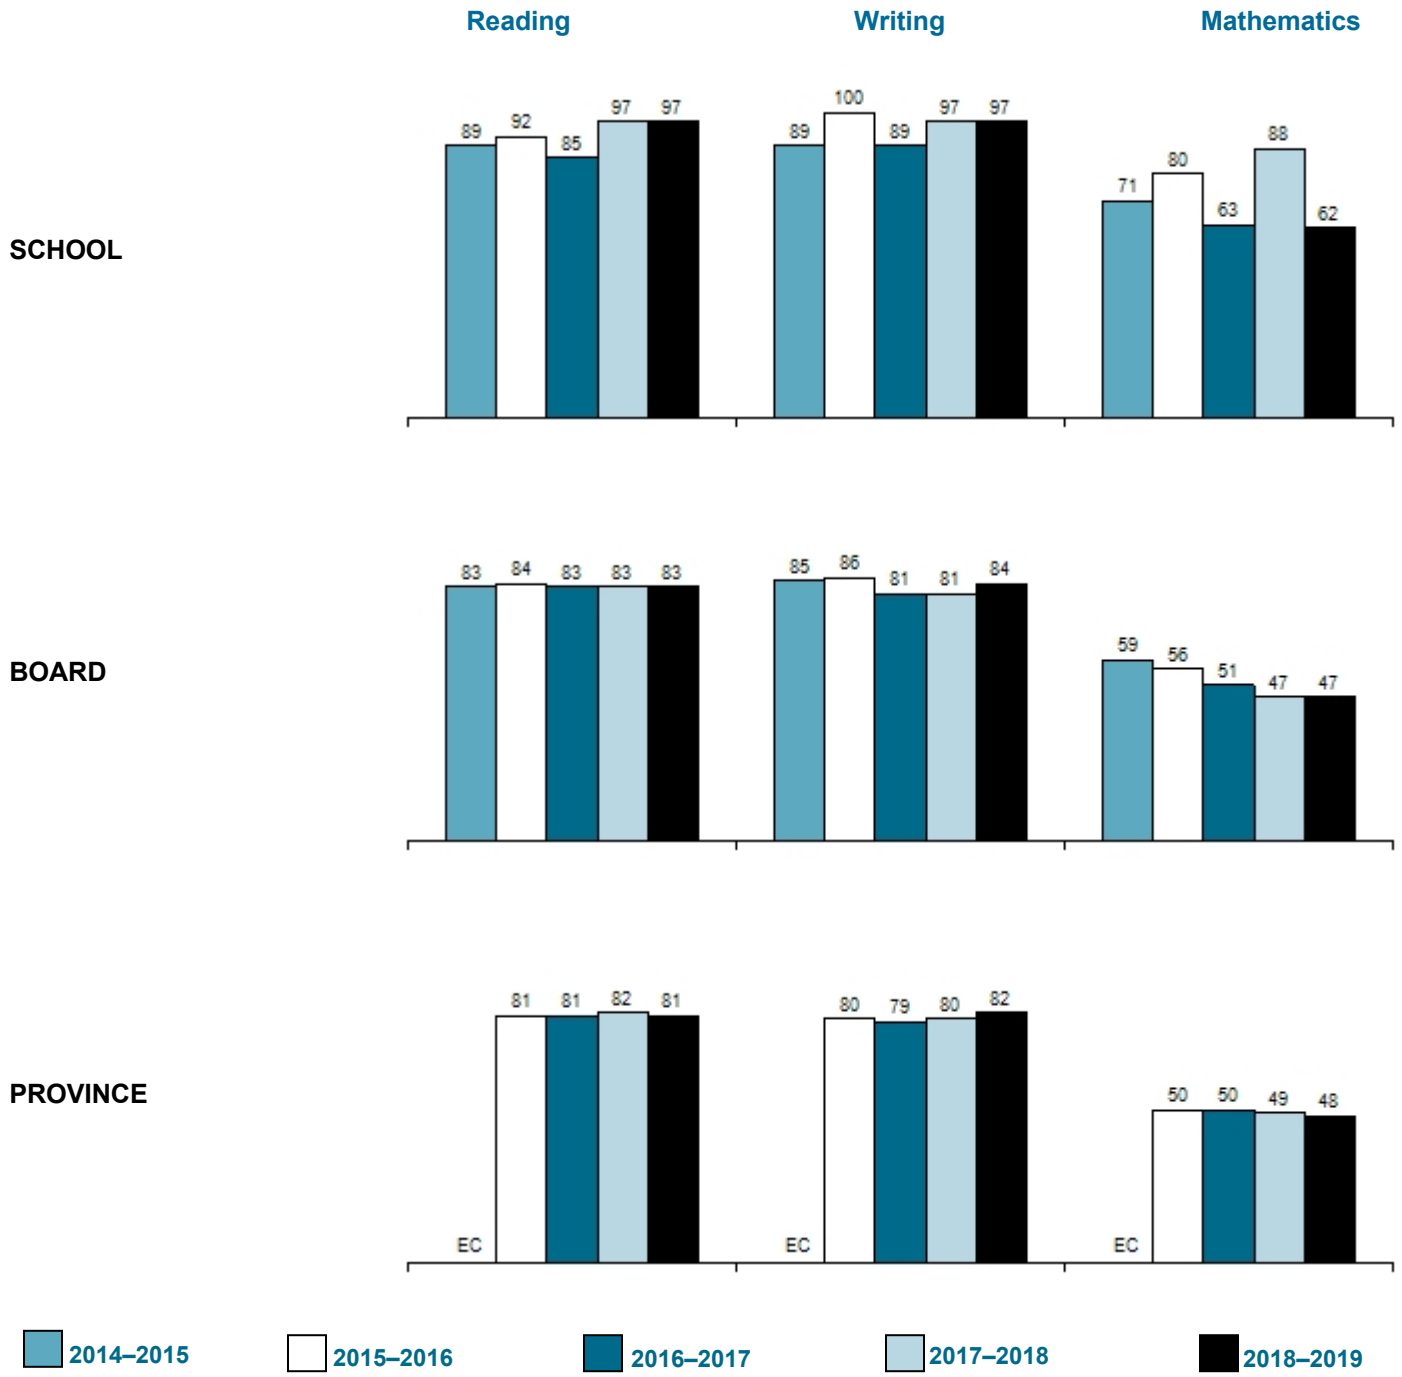 Reading Writing Mathematics
SCHOOL
89 92 85 97 97
89 100 89 97 97
71 80 63 88 62
BOARD
83 84 83 83 83
85 86 81 81 84
59 56 51 47 47
PROVINCE
EC 81 81 82 81
EC 80 79 80 82
EC 50 50 49 48
2014–2015 2015–2016 2016–2017 2017–2018 2018–2019